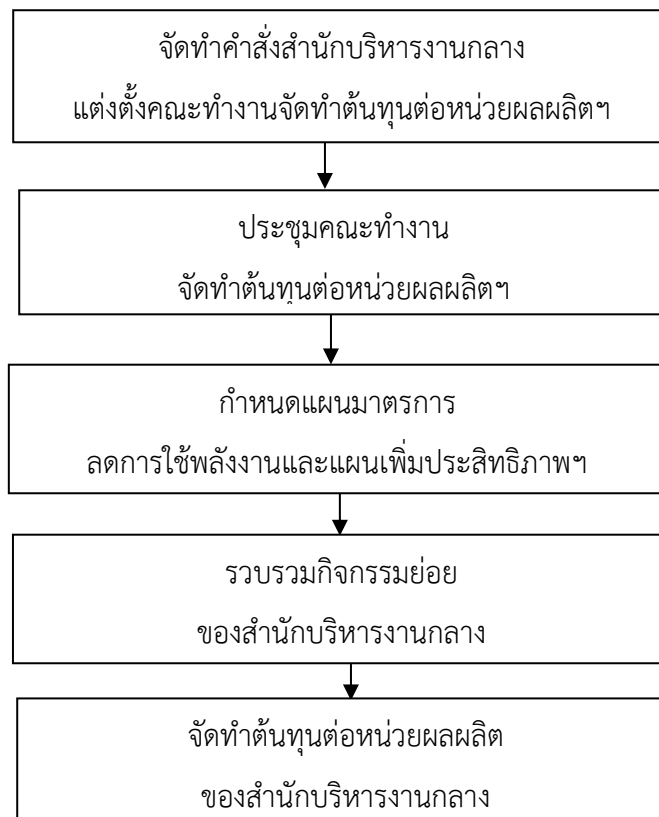 จัดทำคำสั่งสำนักบริหารงานกลาง
แต่งตั้งคณะทำงานจัดทำต้นทุนต่อหน่วยผลผลิตฯ
ประชุมคณะทำงาน
จัดทำต้นทุนต่อหน่วยผลผลิตฯ
กำหนดแผนมาตรการ
ลดการใช้พลังงานและแผนเพิ่มประสิทธิภาพฯ
รวบรวมกิจกรรมย่อย
ของสำนักบริหารงานกลาง
จัดทำต้นทุนต่อหน่วยผลผลิต
ของสำนักบริหารงานกลาง